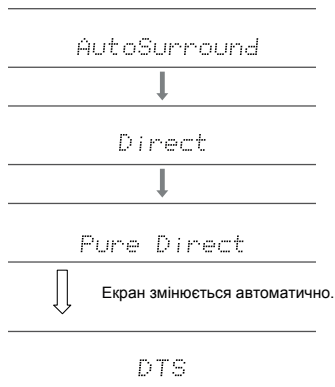 AutoSurround
Direct
Pure Direct
Екран змінюється автоматично.
DTS